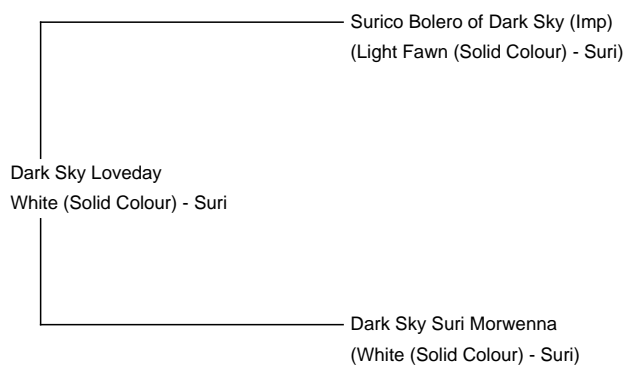 Surico Bolero of Dark Sky (Imp)
(Light Fawn (Solid Colour) - Suri)
Dark Sky Loveday
White (Solid Colour) - Suri
Dark Sky Suri Morwenna
(White (Solid Colour) - Suri)